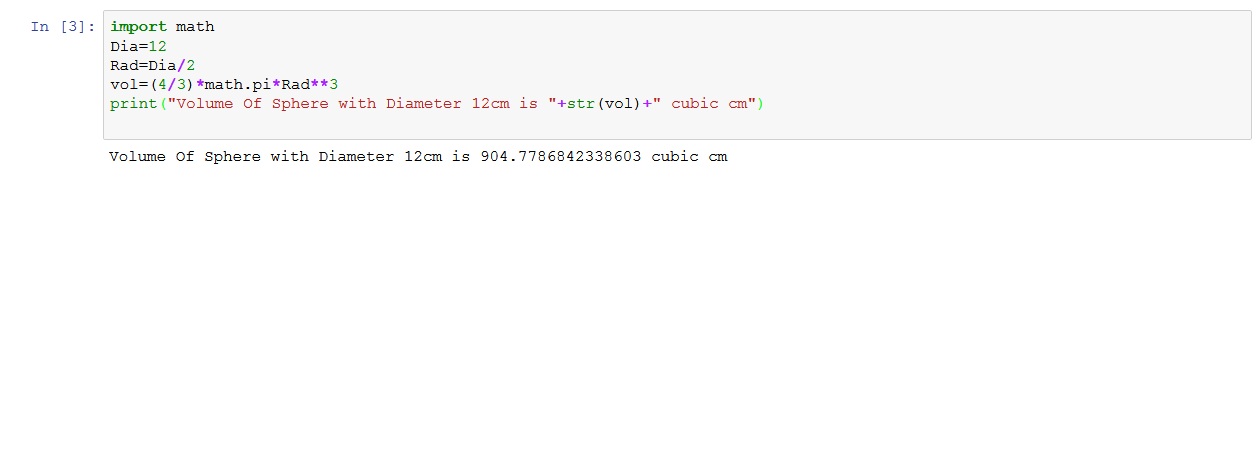 In [3]: import math
Dia=12
Rad=Dia/2
vol=(4/3)*math.pi*Rad**3
print("Volume Of Sphere with Diameter 12cm is "+str(vol)+" cubic cm")
Volume Of Sphere with Diameter 12cm is 904.7786842338603 cubic cm